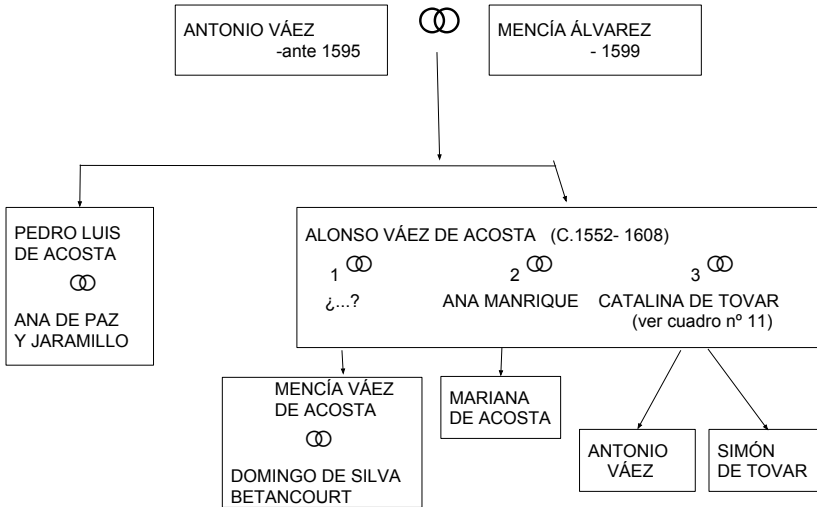 ANTONIO VÁEZ
-ante 1595
MENCÍA ÁLVAREZ
- 1599
PEDRO LUIS
DE ACOSTA
ANA DE PAZ
Y JARAMILLO
ALONSO VÁEZ DE ACOSTA (C.1552- 1608)
1
2
3
¿...?
ANA MANRIQUE
CATALINA DE TOVAR
(ver cuadro nº 11)
MENCÍA VÁEZ
DE ACOSTA
DOMINGO DE SILVA
BETANCOURT
MARIANA
DE ACOSTA
ANTONIO
VÁEZ
SIMÓN
DE TOVAR